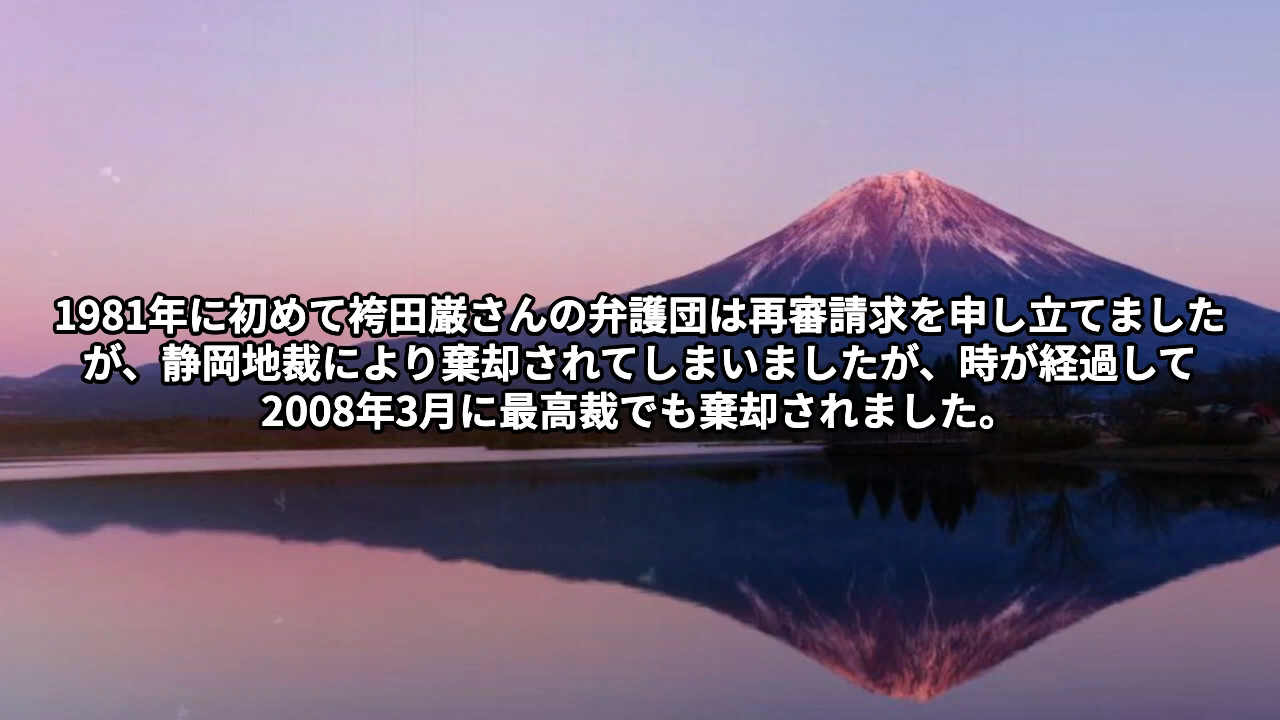 1981年に初めて袴田巌さんの弁護団は再審請求を申し立てました
が、静岡地裁により棄却されてしまいましたが、時が経過して
2008年3月に最高裁でも棄却されました。